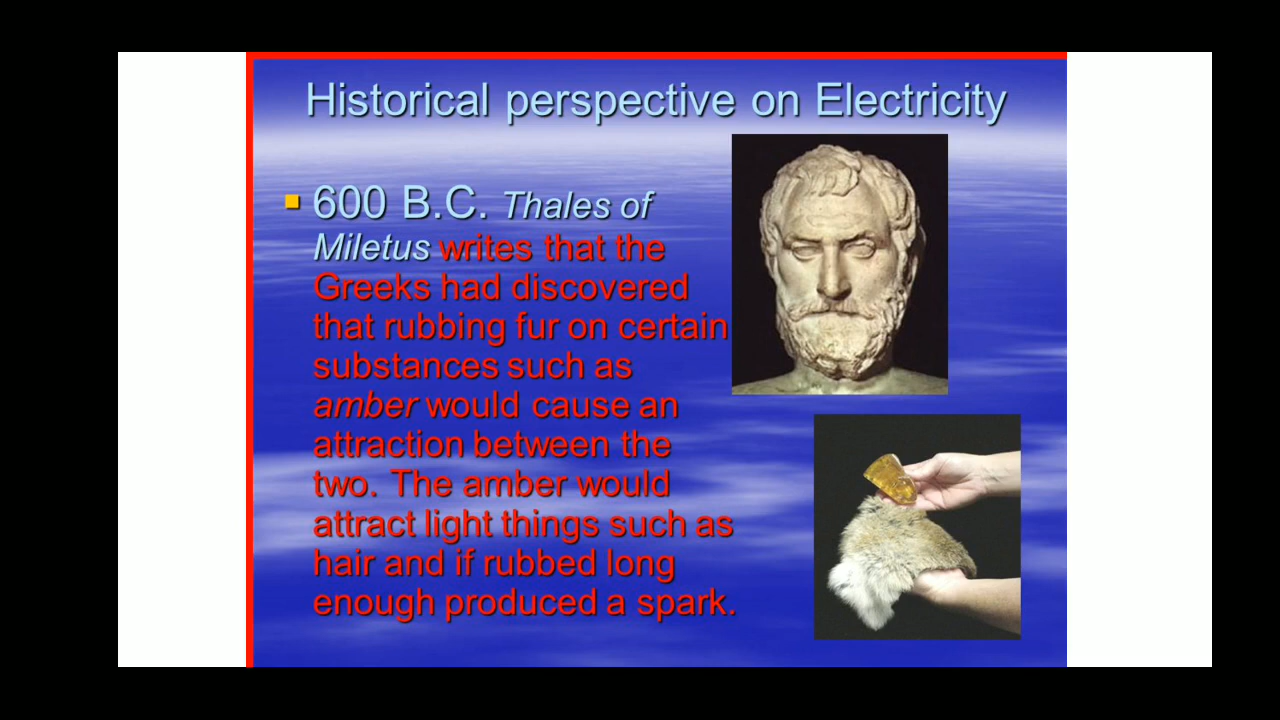 Historical perspective on Electricity
600 B.C. Thales of
Miletus writes that the
Greeks had discovered
that rubbing fur on certain
substances such as
amber would cause an
attraction between the
two. The amber would
attract light things such as
hair and if rubbed long
enough produced a spark.